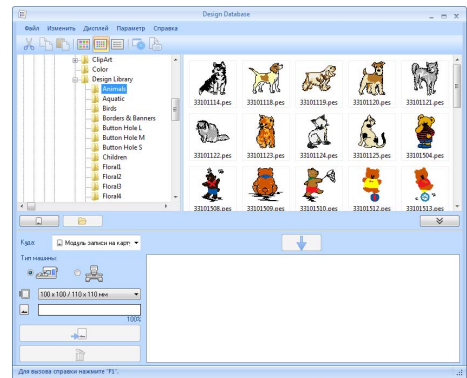 Design Database
Файл Изменить Дисплей Параметр Справка
ClipArt
Color
Design Library
Animals
Aquatic
Birds
Borders & Banners
Button Hole L
Button Hole M
Button Hole S
Children
Floral1
Floral2
Floral3
Floral4
33101114.pes 33101118.pes 33101119.pes 33101120.pes 33101121.pes
33101122.pes 33101123.pes 33101124.pes 33101125.pes 33101504.pes
33101508.pes 33101509.pes 33101510.pes 33101512.pes 33101513.pes
Куда: Модуль записи на карту
Тип машины:
100 x 100 / 110 x 110 мм
100%
Для вызова справки нажмите "F1".